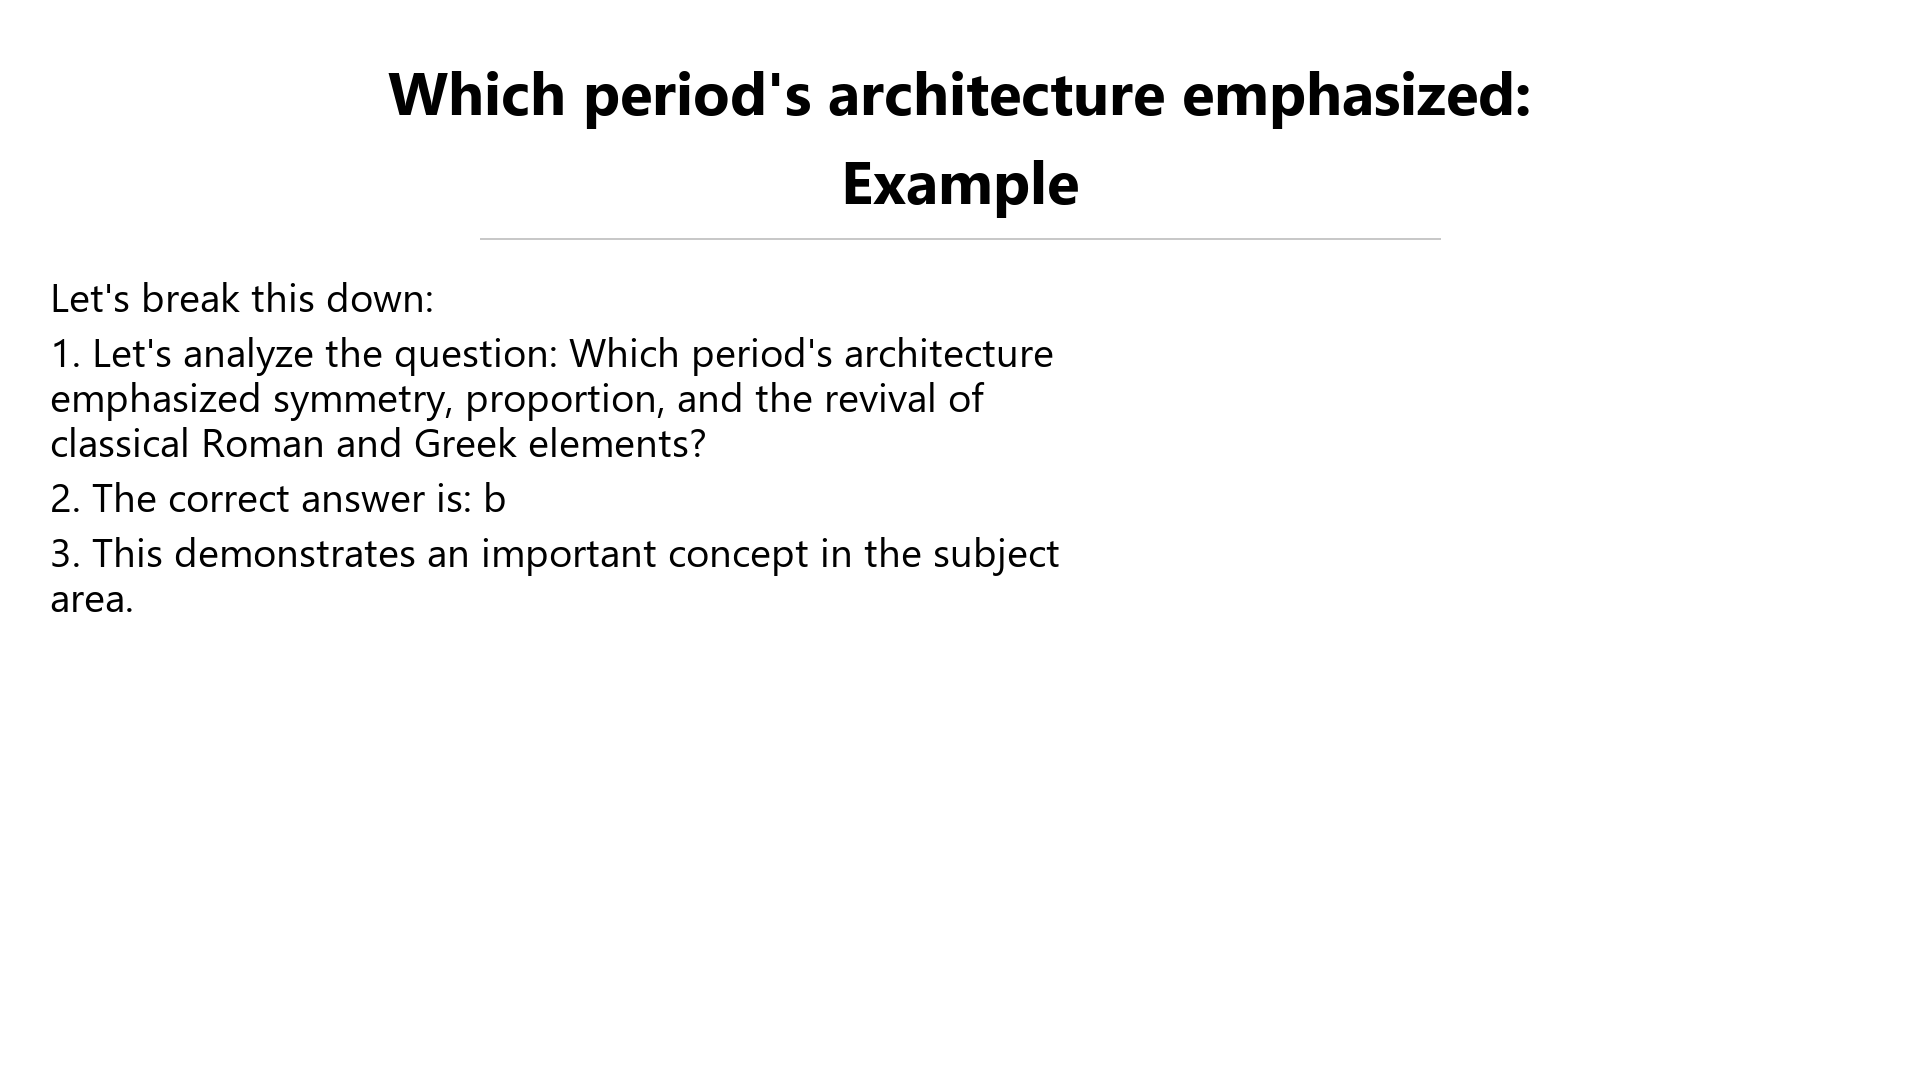 Which period's architecture emphasized:
Example
Let's break this down:
1. Let's analyze the question: Which period's architecture
emphasized symmetry, proportion, and the revival of
classical Roman and Greek elements?
2. The correct answer is: b
3. This demonstrates an important concept in the subject
area.